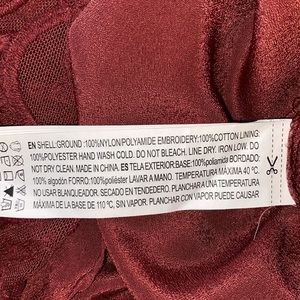 EN SHELL:GROUND :100%NYLON/POLYAMIDE EMBROIDERY:100%COTTON LINING:
100%POLYESTER HAND WASH COLD. DO NOT BLEACH. LINE DRY. IRON LOW. DO
NOT DRY CLEAN. MADE IN CHINA. ES TELA EXTERIOR:BASE:100%poliamida BORDADO:
100% algodón FORRO:100%poliéster LAVAR A MANO. TEMPERATURA MÁXIMA 40 °C.
NO USAR BLANQUEADOR. SECADO EN TENDEDERO. PLANCHAR A UNA TEMPERATURA
MÁXIMA DE LA BASE DE 110 °C, SIN VAPOR. PLANCHAR CON VAPOR PUEDE CAUSAR